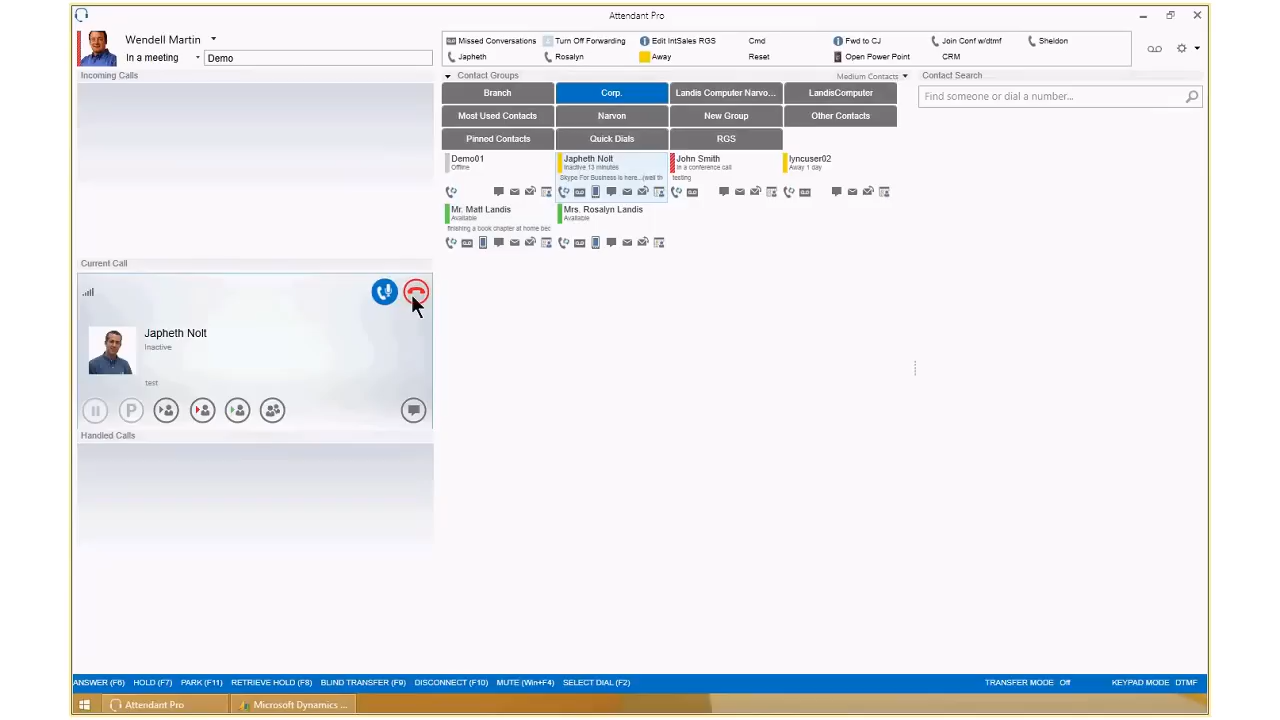 Attendant Pro
Wendell Martin
In a meeting
Demo
Missed Conversations
Turn Off Forwarding
Edit IntSales RGS
Cmd
Fwd to CJ
Join Conf w/dtmf
Sheldon
Japheth
Rosalyn
Away
Reset
Open Power Point
CRM
Incoming Calls
Contact Groups
Medium Contacts
Contact Search
Find someone or dial a number...
Branch
Corp.
Landis Computer Narvo...
LandisComputer
Most Used Contacts
Narvon
New Group
Other Contacts
Pinned Contacts
Quick Dials
RGS
Demo01
Offline
Japheth Nolt
Inactive 13 minutes
Skype For Business is here...(well th
John Smith
In a conference call
testing
lyncuser02
Away 1 day
Mr. Matt Landis
Available
finishing a book chapter at home bec
Mrs. Rosalyn Landis
Available
Current Call
Japheth Nolt
Inactive
test
P
Handled Calls
ANSWER (F6) HOLD (F7) PARK (F11) RETRIEVE HOLD (F8) BLIND TRANSFER (F9) DISCONNECT (F10) MUTE (Win+F4) SELECT DIAL (F2) TRANSFER MODE Off KEYPAD MODE DTMF
Attendant Pro
Microsoft Dynamics ...